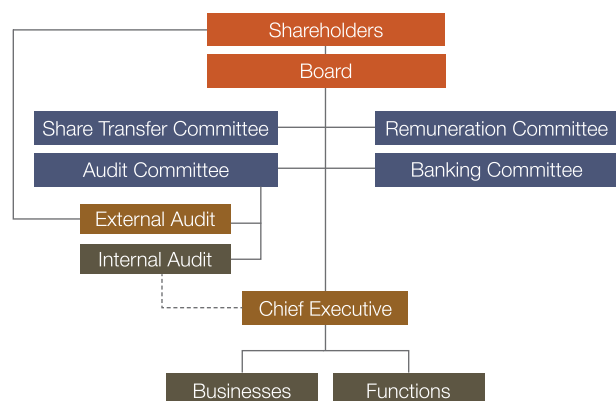 Shareholders
Board
Share Transfer Committee
Remuneration Committee
Audit Committee
Banking Committee
External Audit
Internal Audit
Chief Executive
Businesses
Functions